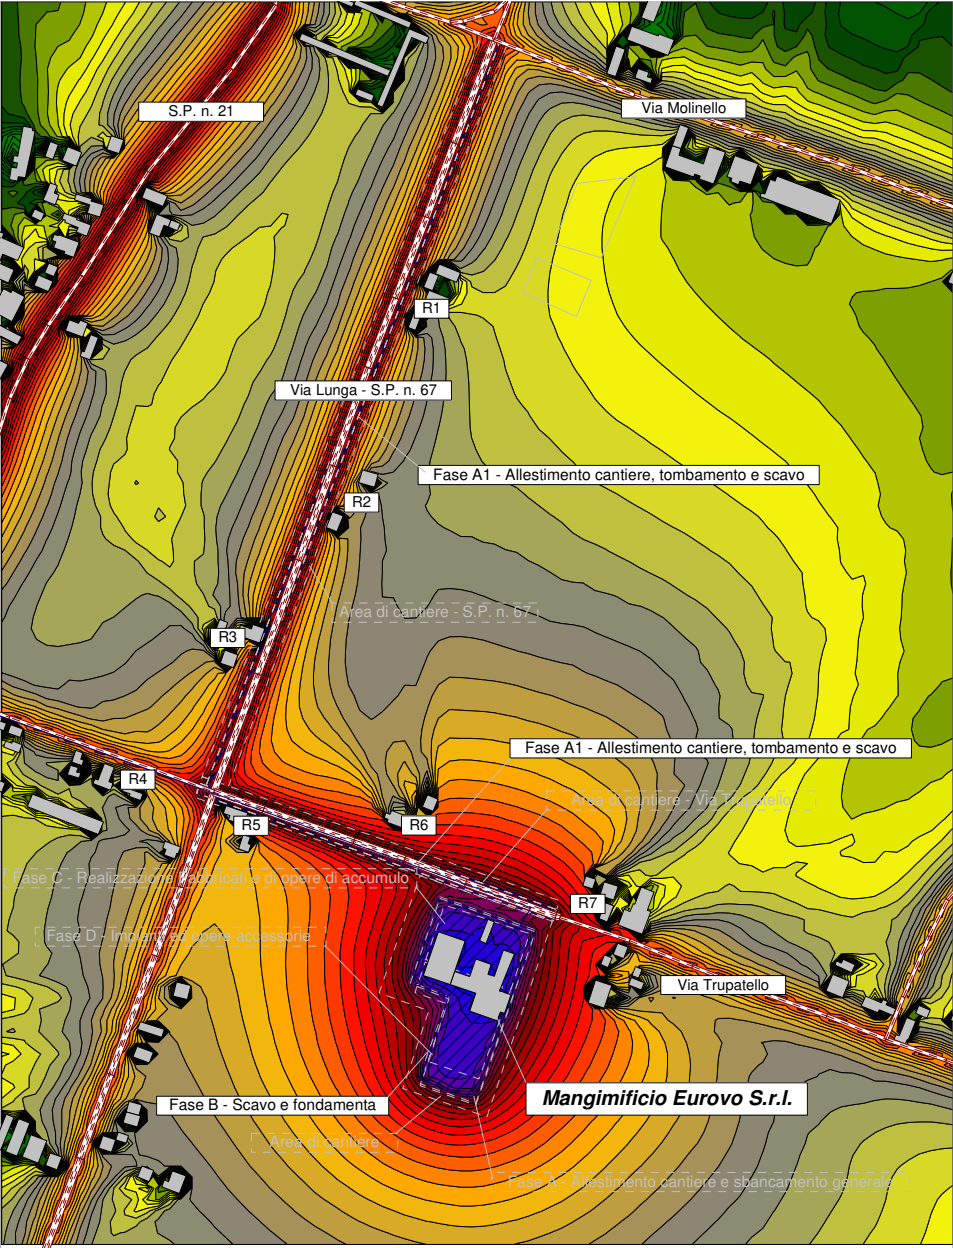 S.P. n. 21
Via Molinello
R1
Via Lunga - S.P. n. 67
Fase A1 - Allestimento cantiere, tombamento e scavo
R2
Area di cantiere - S.P. n. 67
R3
Fase A1 - Allestimento cantiere, tombamento e scavo
R4
Area di cantiere - Via Trupatello
R5
R6
Fase C - Realizzazione fabbricati e di opere di accumulo
R7
Fase D - Impianti ed opere accessorie
Via Trupatello
Mangimificio Eurovo S.r.l.
Fase B - Scavo e fondamenta
Area di cantiere
Fase A - Allestimento cantiere e sbancamento generale